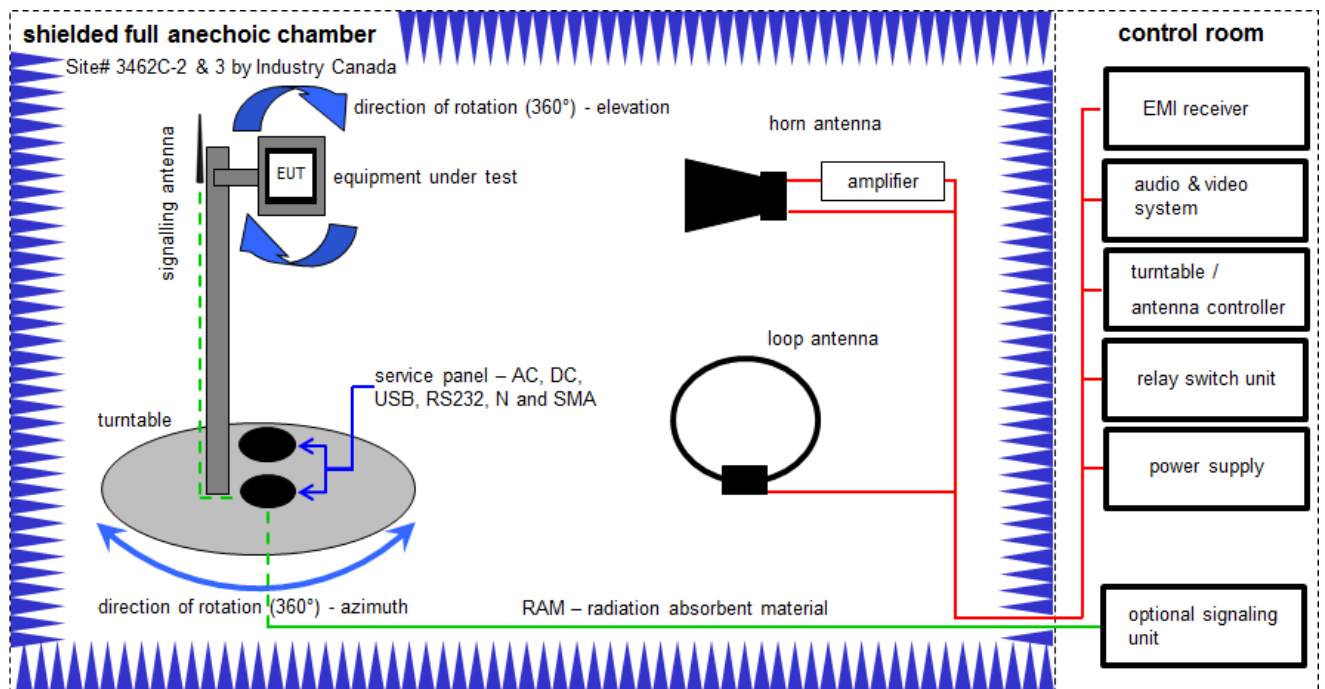 shielded full anechoic chamber
Site# 3462C-2 & 3 by Industry Canada
direction of rotation (360°) - elevation
signalling antenna
EUT
equipment under test
horn antenna
amplifier
loop antenna
service panel – AC, DC,
USB, RS232, N and SMA
turntable
direction of rotation (360°) - azimuth
RAM – radiation absorbent material
control room
EMI receiver
audio & video
system
turntable /
antenna controller
relay switch unit
power supply
optional signaling
unit